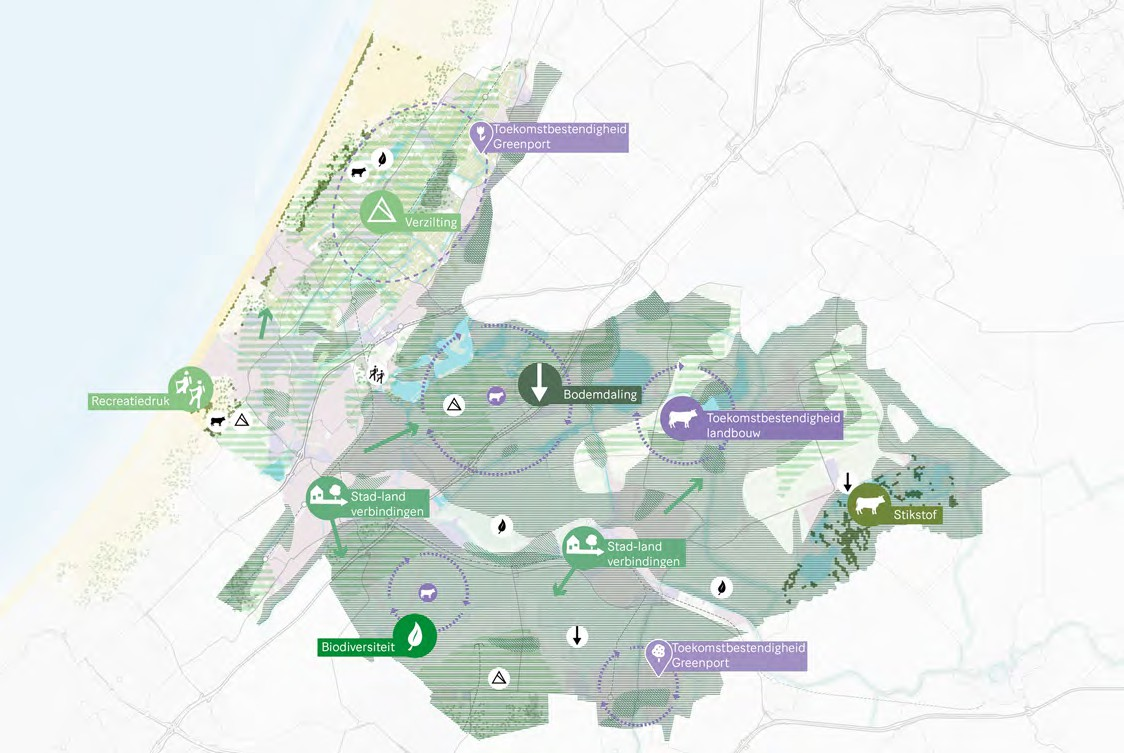 Toekomstbestendigheid
Greenport
Verzilting
Recreatiedruk
Bodemdaling
Toekomstbestendigheid
landbouw
Stad-land
verbindingen
Stikstof
Stad-land
verbindingen
Biodiversiteit
Toekomstbestendigheid
Greenport